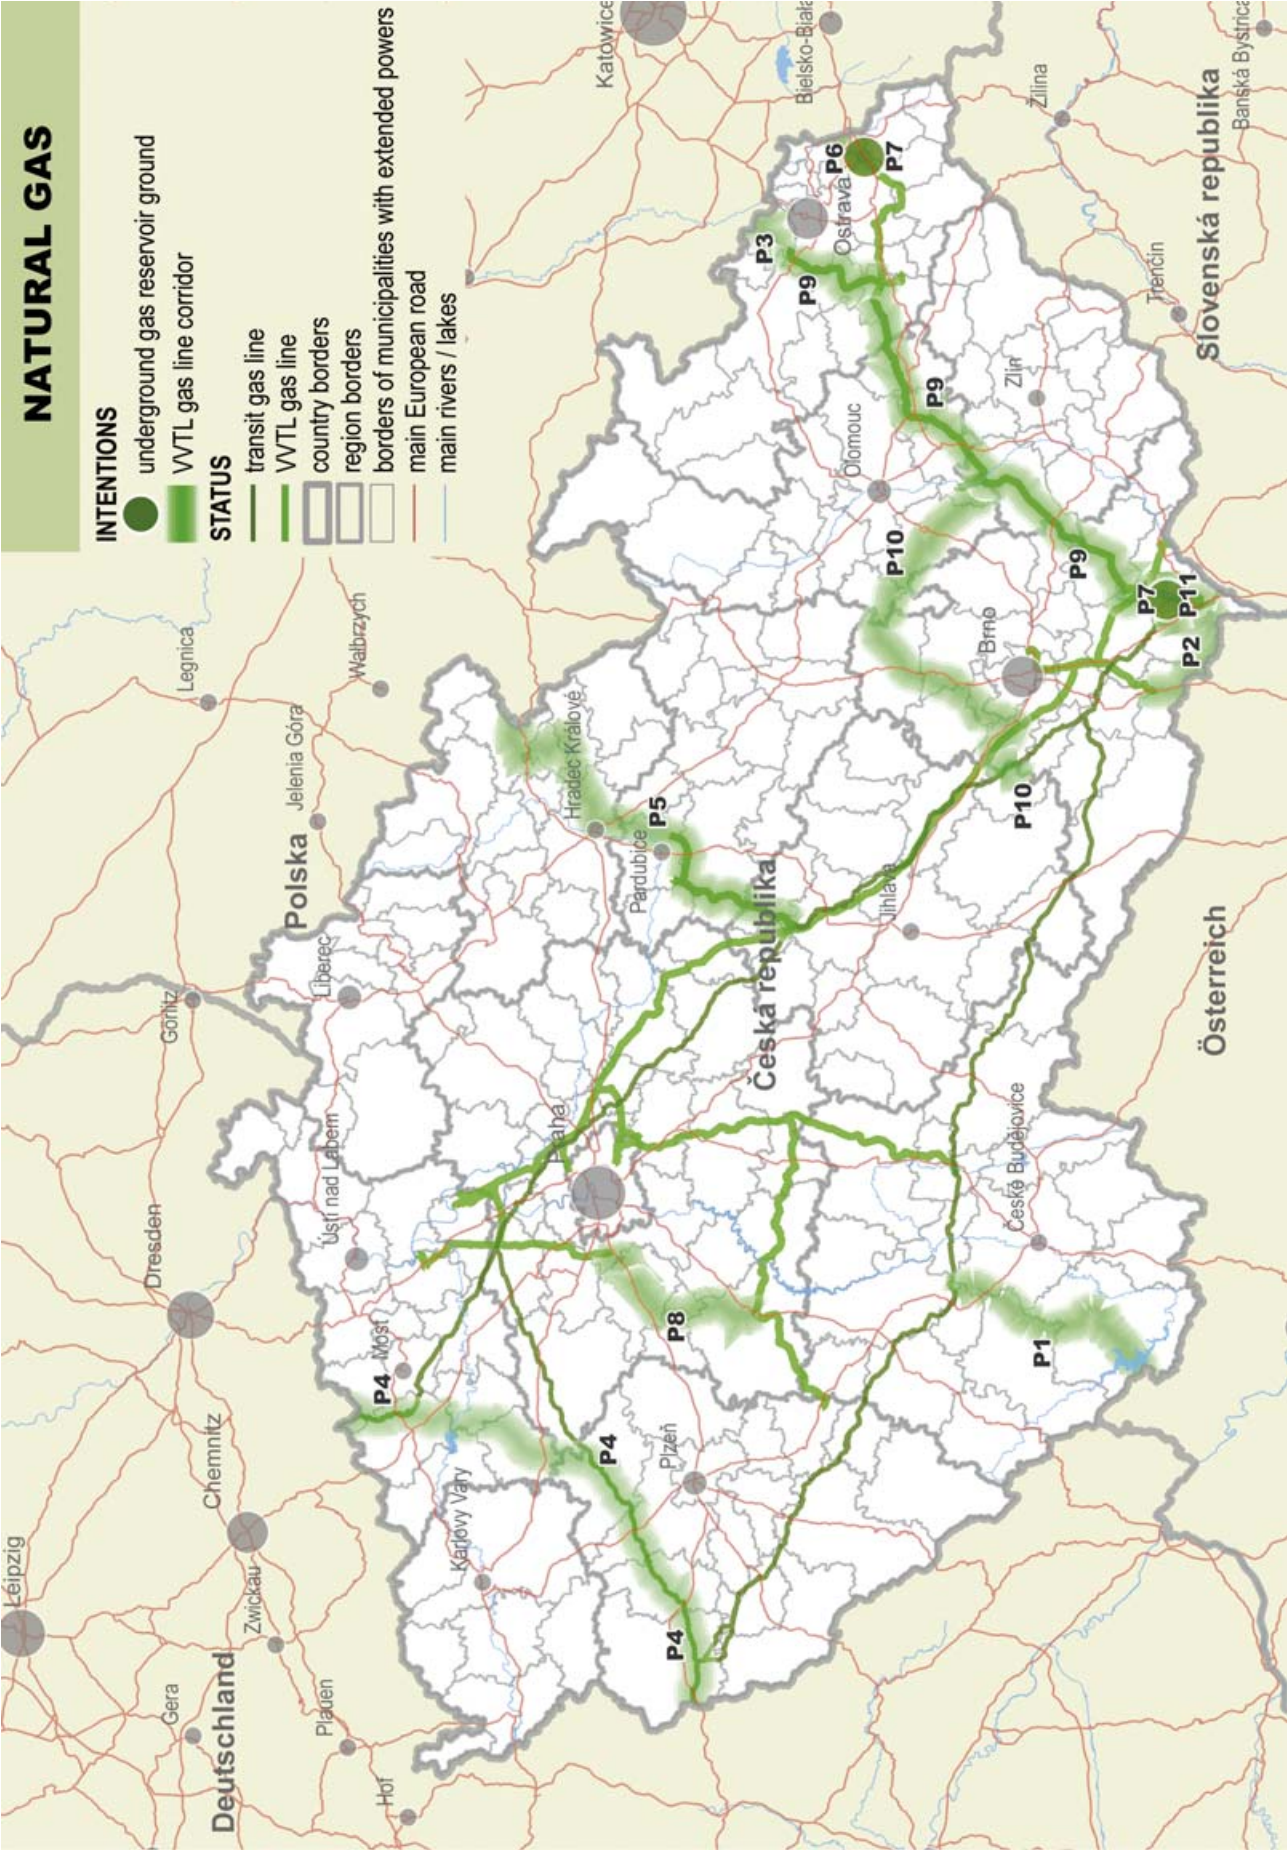 NATURAL GAS
INTENTIONS
underground gas reservoir ground
VVTL gas line corridor
STATUS
transit gas line
VVTL gas line
country borders
region borders
borders of municipalities with extended powers
main European road
main rivers / lakes
Leipzig
Gera
Zwickau
Chemnitz
Dresden
Görlitz
Legnica
Jelenia Góra
Wałbrzych
Deutschland
Plauen
Hof
Polska
Liberec
Ústí nad Labem
Most
P4
Karlovy Vary
P4
Plzeň
P4
P8
Praha
Hradec Králové
Pardubice
P5
Česká republika
Jihlava
České Budějovice
P1
Österreich
P10
Brno
P10
Olomouc
P9
P9
P9
P3
Ostrava
P6
P7
Zlín
P7
P11
P2
Katowice
Bielsko-Biała
Žilina
Trenčín
Slovenská republika
Banská Bystrica